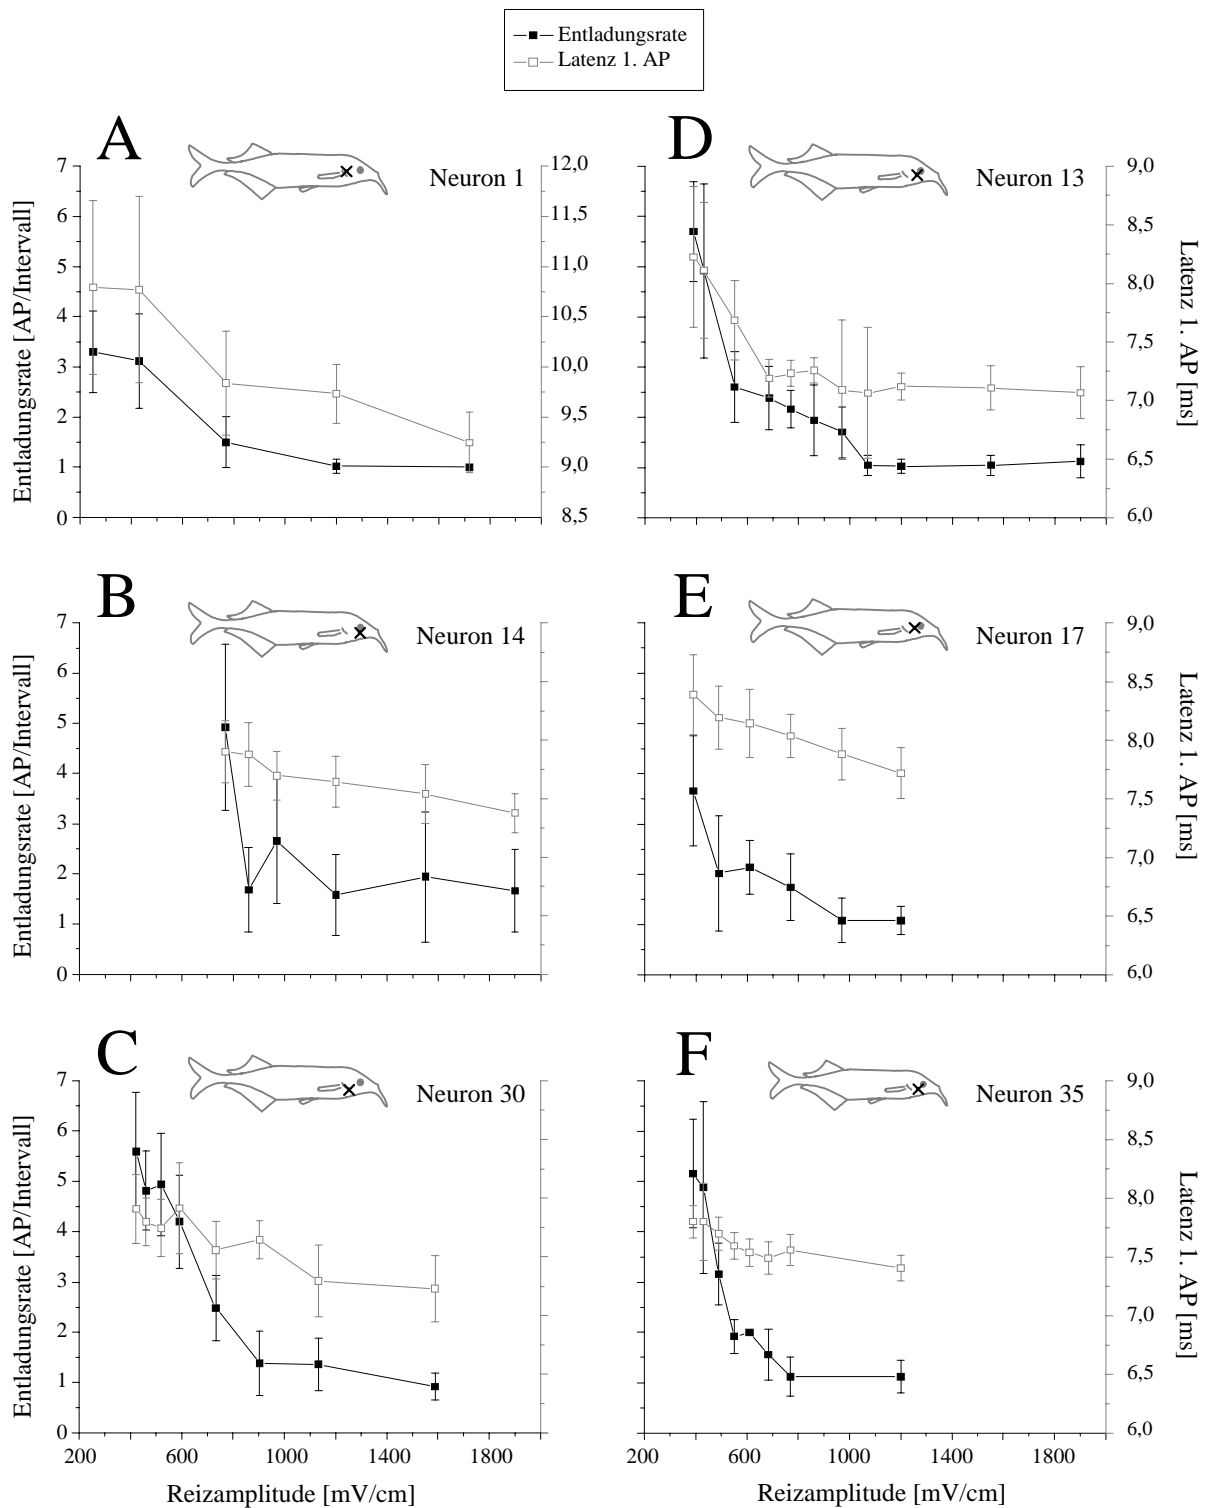 Entladungsrate
Latenz 1. AP
A
Neuron 1
Entladungsrate [AP/Intervall]
7
6
5
4
3
2
1
0
12,0
11,5
11,0
10,5
10,0
9,5
9,0
8,5
D
Neuron 13
9,0
8,5
8,0
7,5
7,0
6,5
6,0
Latenz 1. AP [ms]
B
Neuron 14
Entladungsrate [AP/Intervall]
7
6
5
4
3
2
1
0
E
Neuron 17
9,0
8,5
8,0
7,5
7,0
6,5
6,0
Latenz 1. AP [ms]
C
Neuron 30
Entladungsrate [AP/Intervall]
7
6
5
4
3
2
1
0
200 600 1000 1400 1800
Reizamplitude [mV/cm]
F
Neuron 35
9,0
8,5
8,0
7,5
7,0
6,5
6,0
Latenz 1. AP [ms]
200 600 1000 1400 1800
Reizamplitude [mV/cm]